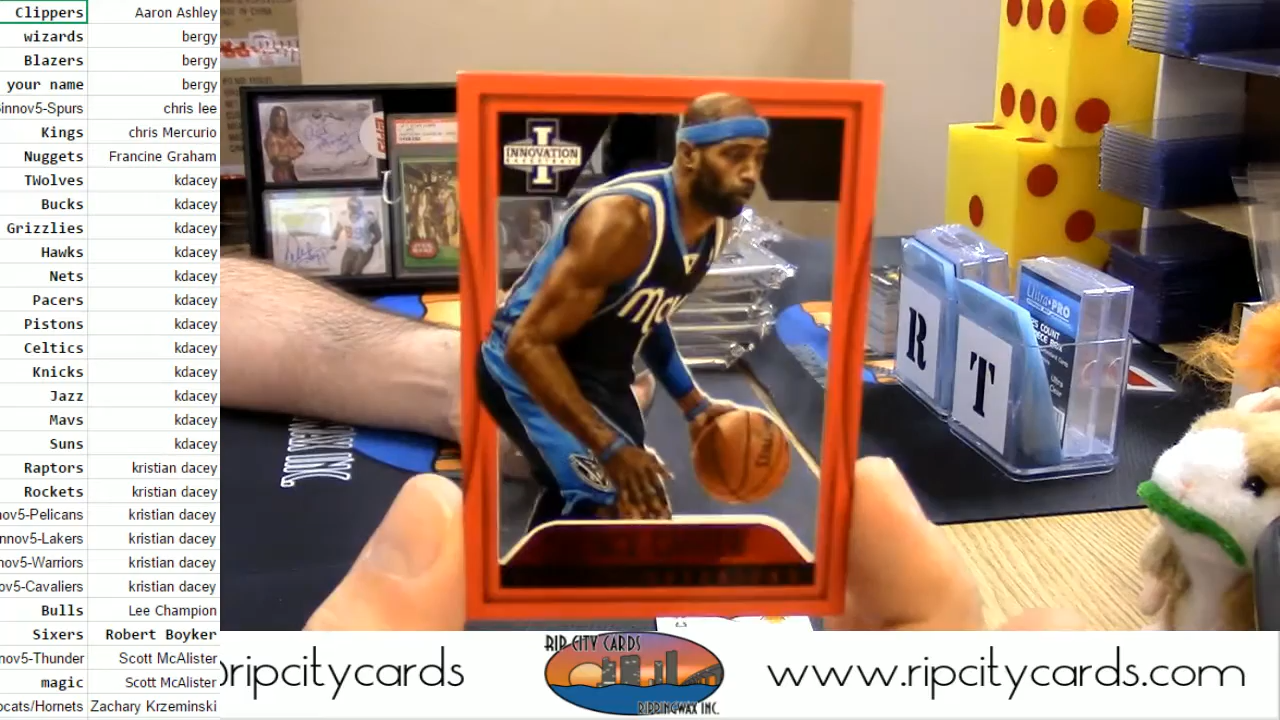 Clippers Aaron Ashley
wizards bergy
Blazers bergy
your name bergy
innov5-Spurs chris lee
Kings chris Mercurio
Nuggets Francine Graham
TWolves kdacey
Bucks kdacey
Grizzlies kdacey
Hawks kdacey
Nets kdacey
Pacers kdacey
Pistons kdacey
Celtics kdacey
Knicks kdacey
Jazz kdacey
Mavs kdacey
Suns kdacey
Raptors kristian dacey
Rockets kristian dacey
nov5-Pelicans kristian dacey
nnov5-Lakers kristian dacey
nov5-Warriors kristian dacey
ov5-Cavaliers kristian dacey
Bulls Lee Champion
Sixers Robert Boyker
nov5-Thunder Scott McAlister
magic Scott McAlister
ocats/Hornets Zachary Krzeminski
I
INNOVATION
BASKETBALL
R
T
Ultra PRO
RIP CITY CARDS
RIPPINGWAX INC.
ripcitycards
www.ripcitycards.com